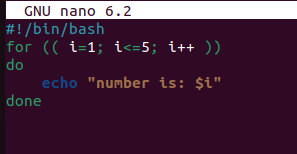 GNU nano 6.2
#!/bin/bash
for (( i=1; i<=5; i++ ))
do
    echo "number is: $i"
done